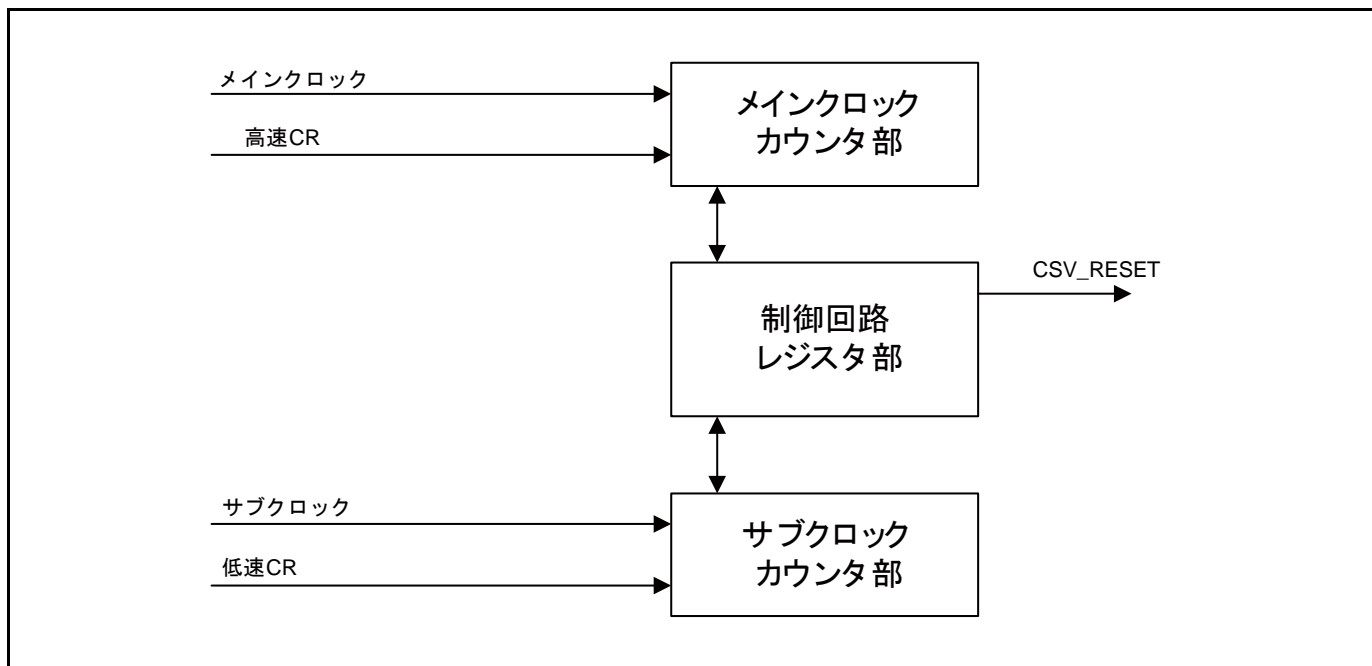 メインクロック
高速CR
メインクロック
カウンタ部
CSV_RESET
制御回路
レジスタ部
サブクロック
低速CR
サブクロック
カウンタ部